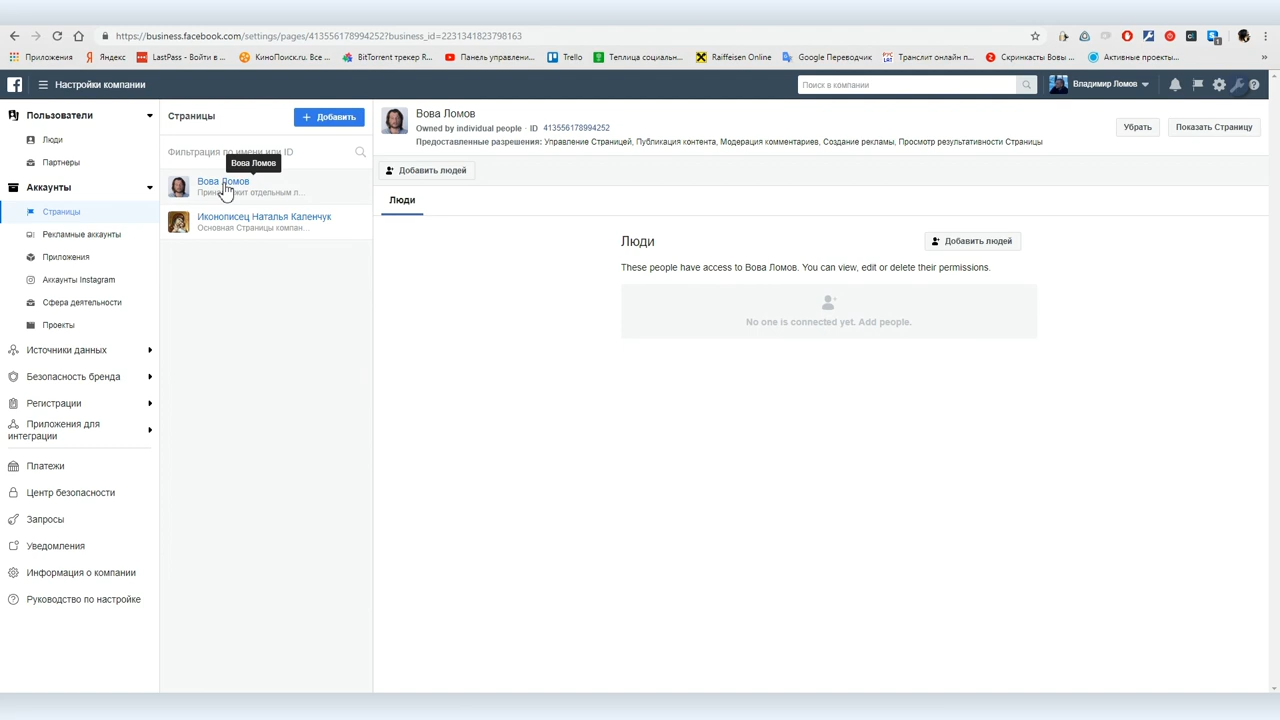 https://business.facebook.com/settings/pages/413556178994252?business_id=2231341823798163
Приложения
Яндекс
LastPass - Войти в ...
КиноПоиск.ru. Все ...
BitTorrent трекер R...
Панель управления...
Trello
Теплица социальн...
Raiffeisen Online
Google Переводчик
Транслит онлайн п...
Скринкасты Вовы ...
Активные проекты...
»
Настройки компании
Поиск в компании
Владимир Ломов
Пользователи
Люди
Партнеры
Аккаунты
Страницы
Рекламные аккаунты
Приложения
Аккаунты Instagram
Сфера деятельности
Проекты
Источники данных
Безопасность бренда
Регистрации
Приложения для
интеграции
Платежи
Центр безопасности
Запросы
Уведомления
Информация о компании
Руководство по настройке
Страницы
+ Добавить
Фильтрация по имени или ID
Вова Ломов
Вова Ломов
отдельным л...
Иконописец Наталья Каленчук
Основная Страницы компан...
Вова Ломов
Owned by individual people · ID 413556178994252
Предоставленные разрешения: Управление Страницей, Публикация контента, Модерация комментариев, Создание рекламы, Просмотр результативности Страницы
Убрать
Показать Страницу
Добавить людей
Люди
Люди
Добавить людей
These people have access to Вова Ломов. You can view, edit or delete their permissions.
No one is connected yet. Add people.